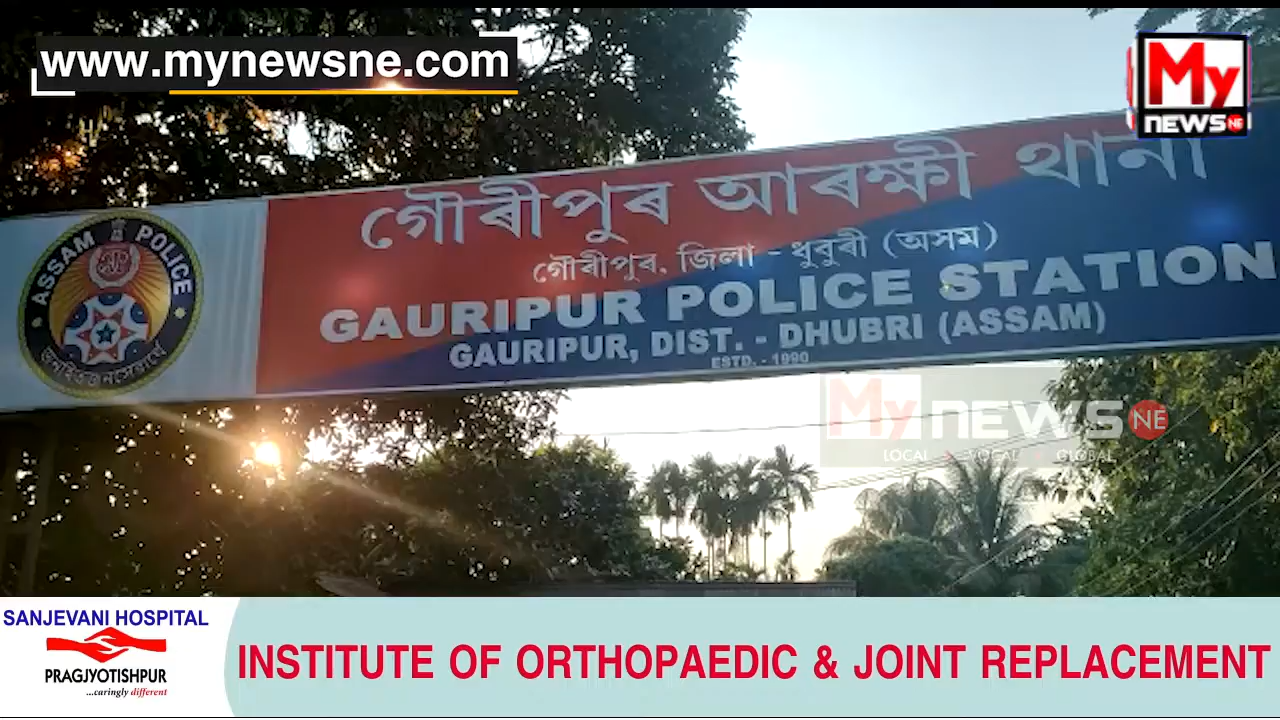 www.mynewsne.com
My
NEWS NE
গৌৰীপুৰ আৰক্ষী থানা
গৌৰীপুৰ, জিলা - ধুবুৰী (অসম)
GAURIPUR POLICE STATION
GAURIPUR, DIST. - DHUBRI (ASSAM)
ESTD. - 1990
ASSAM POLICE
My NEWS NE
LOCAL VOCAL GLOBAL
SANJEVANI HOSPITAL
PRAGJYOTISHPUR
...caringly different
INSTITUTE OF ORTHOPAEDIC & JOINT REPLACEMENT